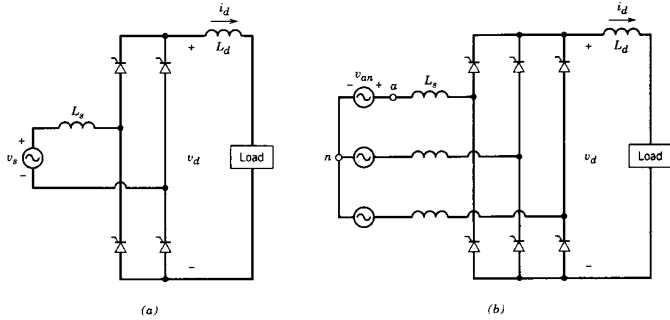 i_d
+ L_d
L_s
+
v_s
−
v_d
Load
−
(a)
i_d
+ L_d
− v_an + a
L_s
n
v_d
Load
−
(b)